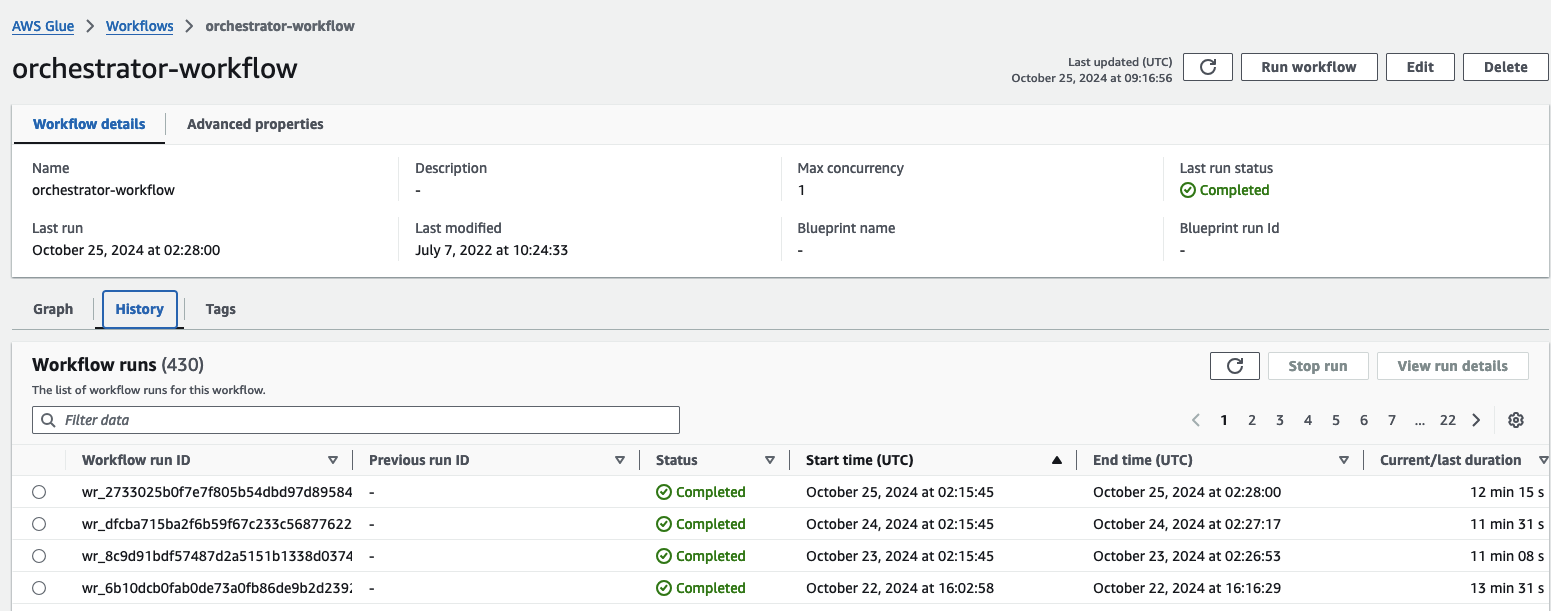 AWS Glue > Workflows > orchestrator-workflow
orchestrator-workflow
Last updated (UTC)
October 25, 2024 at 09:16:56
Run workflow
Edit
Delete
Workflow details
Advanced properties
Name
orchestrator-workflow
Description
-
Max concurrency
1
Last run status
Completed
Last run
October 25, 2024 at 02:28:00
Last modified
July 7, 2022 at 10:24:33
Blueprint name
-
Blueprint run Id
-
Graph
History
Tags
Workflow runs (430)
Stop run
View run details
The list of workflow runs for this workflow.
Filter data
1 2 3 4 5 6 7 ... 22
Workflow run ID Previous run ID Status Start time (UTC) End time (UTC) Current/last duration
wr_2733025b0f7e7f805b54dbd97d89584 - Completed October 25, 2024 at 02:15:45 October 25, 2024 at 02:28:00 12 min 15 s
wr_dfcba715ba2f6b59f67c233c56877622 - Completed October 24, 2024 at 02:15:45 October 24, 2024 at 02:27:17 11 min 31 s
wr_8c9d91bdf57487d2a5151b1338d0374 - Completed October 23, 2024 at 02:15:45 October 23, 2024 at 02:26:53 11 min 08 s
wr_6b10dcb0fab0de73a0fb86de9b2d2392 - Completed October 22, 2024 at 16:02:58 October 22, 2024 at 16:16:29 13 min 31 s